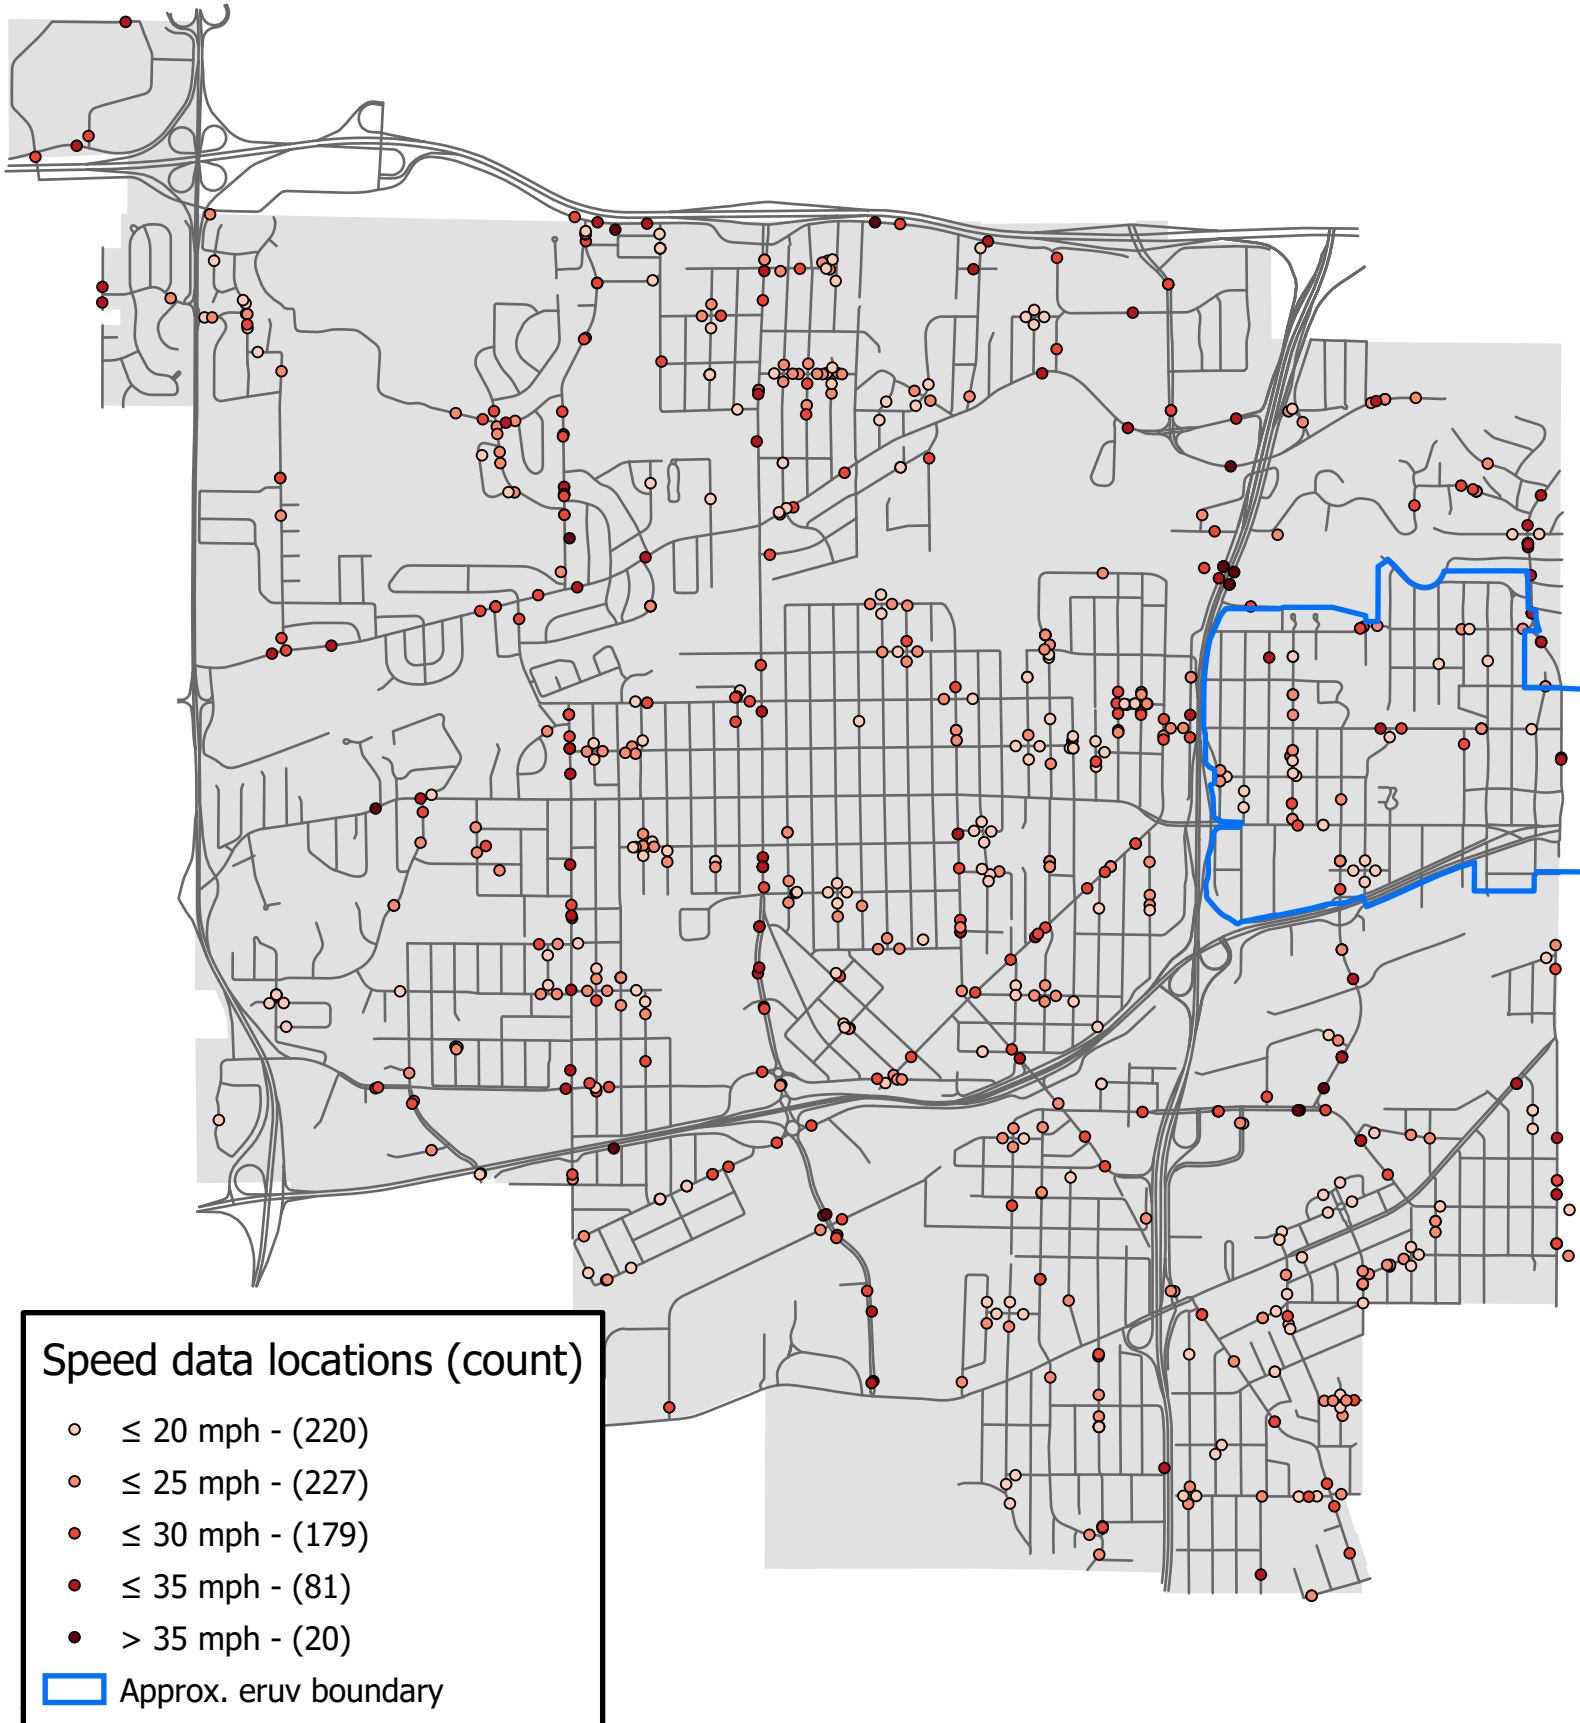 Speed data locations (count)
≤ 20 mph - (220)
≤ 25 mph - (227)
≤ 30 mph - (179)
≤ 35 mph - (81)
> 35 mph - (20)
Approx. eruv boundary